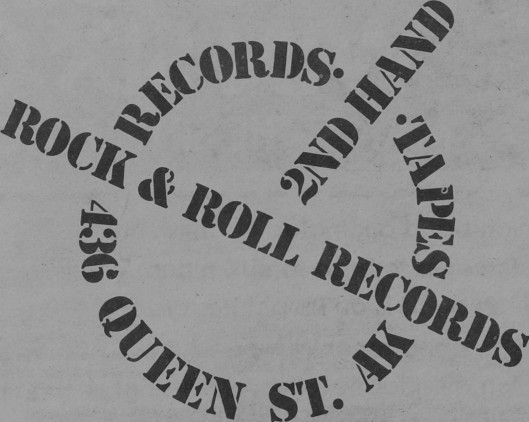 ROCK & ROLL RECORDS
2ND HAND
RECORDS · TAPES
436 QUEEN ST. AK